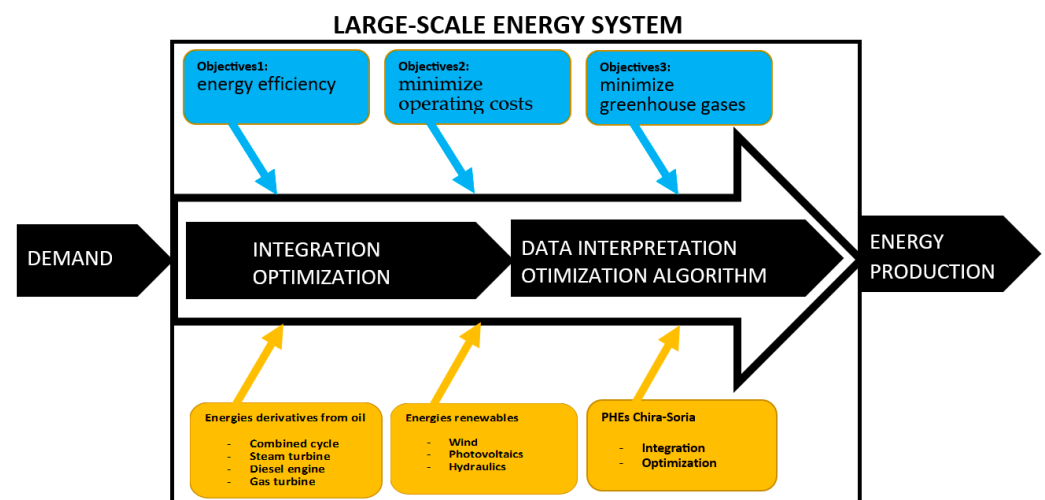 LARGE-SCALE ENERGY SYSTEM
Objectives1:
energy efficiency
Objectives2:
minimize
operating costs
Objectives3:
minimize
greenhouse gases
DEMAND
INTEGRATION
OPTIMIZATION
DATA INTERPRETATION
OTIMIZATION ALGORITHM
ENERGY
PRODUCTION
Energies derivatives from oil
- Combined cycle
- Steam turbine
- Diesel engine
- Gas turbine
Energies renewables
- Wind
- Photovoltaics
- Hydraulics
PHEs Chira-Soria
- Integration
- Optimization